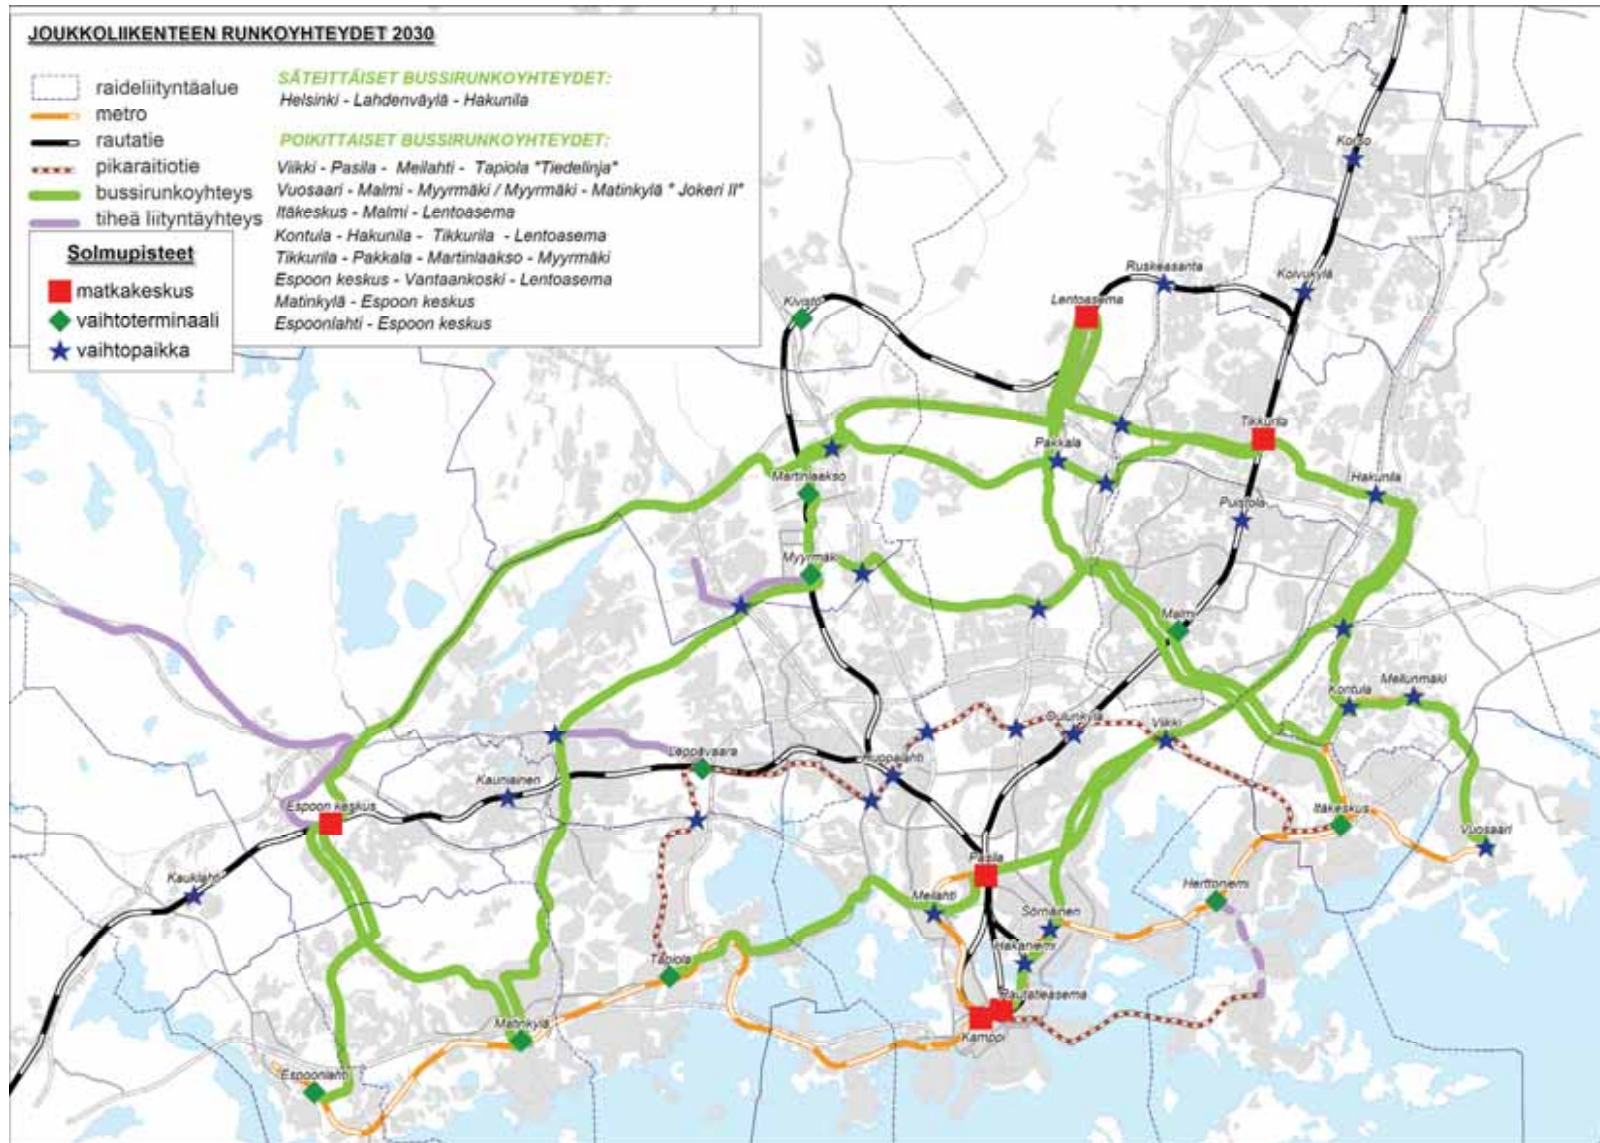 JOUKKOLIIKENTEEN RUNKOYHTEYDET 2030
raideliityntäalue
metro
rautatie
pikaraitiotie
bussirunkoyhteys
tiheä liityntäyhteys
SÄTEITTÄISET BUSSIRUNKOYHTEYDET:
Helsinki - Lahdenväylä - Hakunila
POIKITTAISET BUSSIRUNKOYHTEYDET:
Viikki - Pasila - Meilahti - Tapiola "Tiedelinja"
Vuosaari - Malmi - Myyrmäki / Myyrmäki - Matinkylä " Jokeri II"
Itäkeskus - Malmi - Lentoasema
Kontula - Hakunila - Tikkurila - Lentoasema
Tikkurila - Pakkala - Martinlaakso - Myyrmäki
Espoon keskus - Vantaankoski - Lentoasema
Matinkylä - Espoon keskus
Espoonlahti - Espoon keskus
Solmupisteet
matkakeskus
vaihtoterminaali
vaihtopaikka
Korso
Ruskeasanta
Koivukylä
Lentoasema
Kivistö
Tikkurila
Pakkala
Martinlaakso
Hakunila
Puistola
Myyrmäki
Malmi
Kontula
Mellunmäki
Oulunkylä
Viikki
Leppävaara
Huopalahti
Kauniainen
Espoon keskus
Itäkeskus
Vuosaari
Pasila
Kauklahti
Meilahti
Herttoniemi
Sörnäinen
Hakaniemi
Tapiola
Rautatieasema
Matinkylä
Kamppi
Espoonlahti